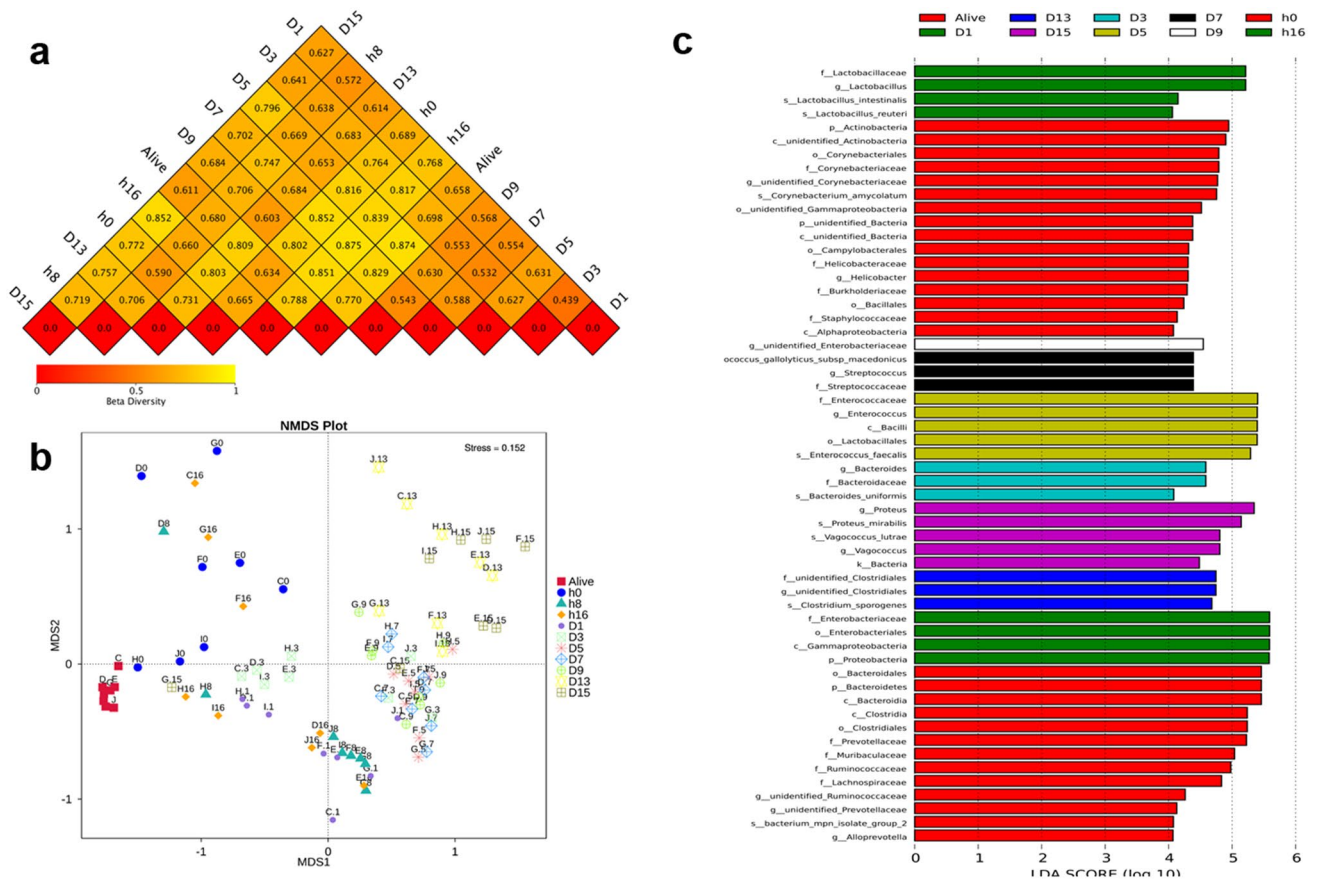 a
D1 D15
D3 0.627 h8
D5 0.641 0.572 D13
D7 0.796 0.638 0.614 h0
D9 0.702 0.669 0.683 0.689 h16
Alive 0.684 0.747 0.653 0.764 0.768 Alive
h16 0.611 0.706 0.684 0.816 0.817 0.658 D9
h0 0.852 0.680 0.603 0.852 0.839 0.698 0.568 D7
D13 0.772 0.660 0.809 0.802 0.875 0.874 0.553 0.554 D5
h8 0.757 0.590 0.803 0.634 0.851 0.829 0.630 0.532 0.631 D3
D15 0.719 0.706 0.731 0.665 0.788 0.770 0.543 0.588 0.627 0.439 D1
0.0 0.0 0.0 0.0 0.0 0.0 0.0 0.0 0.0 0.0 0.0
0 0.5 1
Beta Diversity
b
NMDS Plot
Stress = 0.152
G0
J.13
D0
C16
C.13
D8
G16
H.13 H.15 J.15 F.15
I.15
E.13
F0 E0
D.13
C0
F16
G.9 G.13
F.13
H.7
I0
H.3
J.3
C
H0 J0
D.3
C.3 E.3
I.3
G.15
H16 H8
H.1
I16 I.1
G.3
J.1
D16 J8
J16
F.5
G.7
G.1
C.1
1
0
-1
MDS2
-1 0 1
MDS1
Alive
h0
h8
h16
D1
D3
D5
D7
D9
D13
D15
c
Alive D13 D3 D7 h0
D1 D15 D5 D9 h16
f__Lactobacillaceae
g__Lactobacillus
s__Lactobacillus_intestinalis
s__Lactobacillus_reuteri
p__Actinobacteria
c__unidentified_Actinobacteria
o__Corynebacteriales
f__Corynebacteriaceae
g__unidentified_Corynebacteriaceae
s__Corynebacterium_amycolatum
o__unidentified_Gammaproteobacteria
p__unidentified_Bacteria
c__unidentified_Bacteria
o__Campylobacterales
f__Helicobacteraceae
g__Helicobacter
f__Burkholderiaceae
o__Bacillales
f__Staphylococcaceae
c__Alphaproteobacteria
g__unidentified_Enterobacteriaceae
ococcus_gallolyticus_subsp_macedonicus
g__Streptococcus
f__Streptococcaceae
f__Enterococcaceae
g__Enterococcus
c__Bacilli
o__Lactobacillales
s__Enterococcus_faecalis
g__Bacteroides
f__Bacteroidaceae
s__Bacteroides_uniformis
g__Proteus
s__Proteus_mirabilis
s__Vagococcus_lutrae
g__Vagococcus
k__Bacteria
f__unidentified_Clostridiales
g__unidentified_Clostridiales
s__Clostridium_sporogenes
f__Enterobacteriaceae
o__Enterobacteriales
c__Gammaproteobacteria
p__Proteobacteria
o__Bacteroidales
p__Bacteroidetes
c__Bacteroidia
c__Clostridia
o__Clostridiales
f__Prevotellaceae
f__Muribaculaceae
f__Ruminococcaceae
f__Lachnospiraceae
g__unidentified_Ruminococcaceae
g__unidentified_Prevotellaceae
s__bacterium_mpn_isolate_group_2
g__Alloprevotella
0 1 2 3 4 5 6
LDA SCORE (log 10)